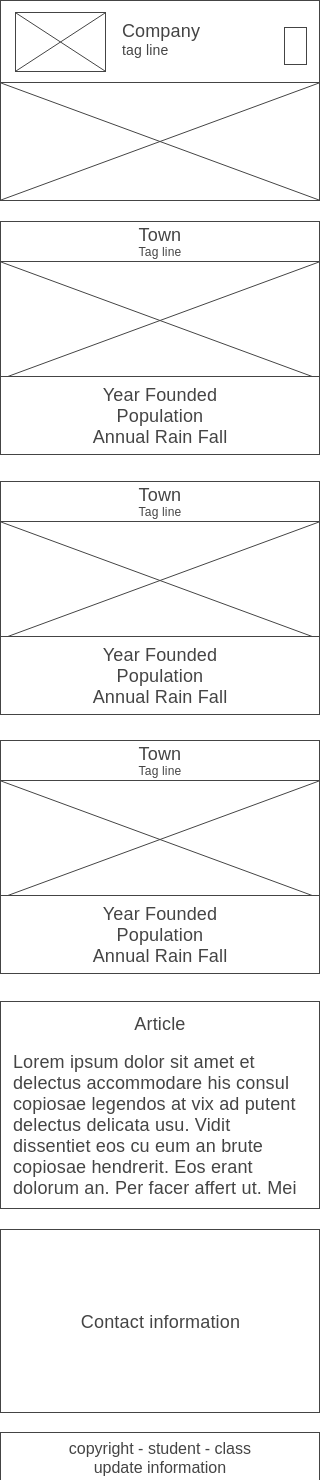 Company
tag line
Town
Tag line
Year Founded
Population
Annual Rain Fall
Town
Tag line
Year Founded
Population
Annual Rain Fall
Town
Tag line
Year Founded
Population
Annual Rain Fall
Article
Lorem ipsum dolor sit amet et
delectus accommodare his consul
copiosae legendos at vix ad putent
delectus delicata usu. Vidit
dissentiet eos cu eum an brute
copiosae hendrerit. Eos erant
dolorum an. Per facer affert ut. Mei
Contact information
copyright - student - class
update information